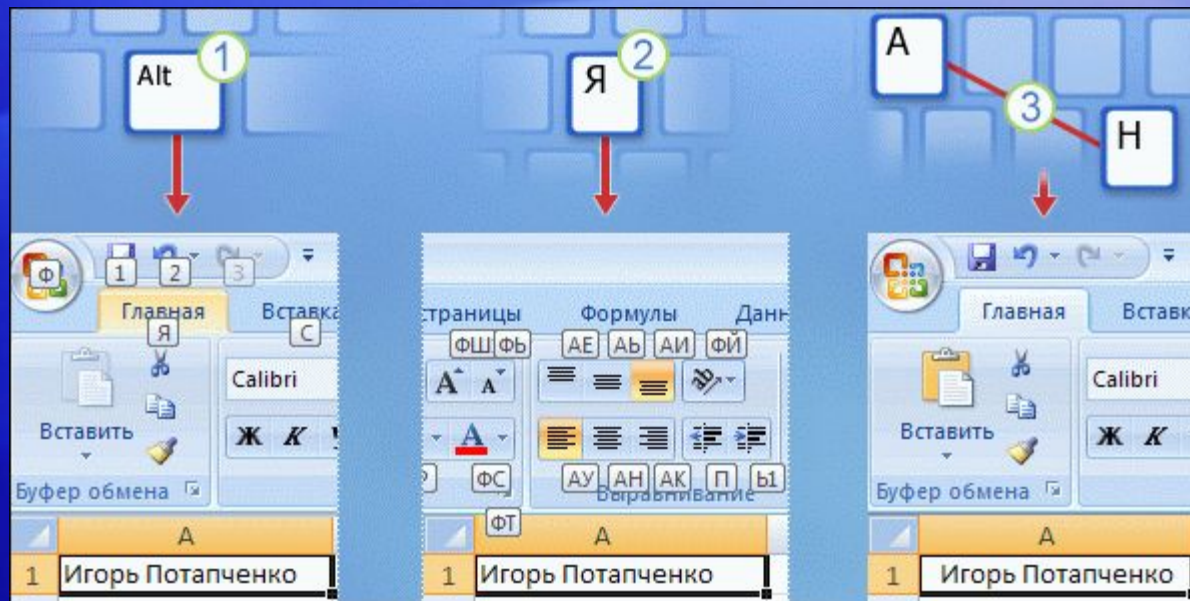 Alt 1
Я 2
А 3 Н
Ф 1 2 3
Главная Вставка
Я С
Calibri
Вставить Ж К
Буфер обмена
A
1 Игорь Потапченко
страницы Формулы Данн
ФШ ФЬ АЕ АЬ АИ ФЙ
А А ab
А
ФС АУ АН АК П Ы1
Выравнивание
ФТ
A
1 Игорь Потапченко
Главная Вставк
Calibri
Вставить Ж К
Буфер обмена
A
1 Игорь Потапченко